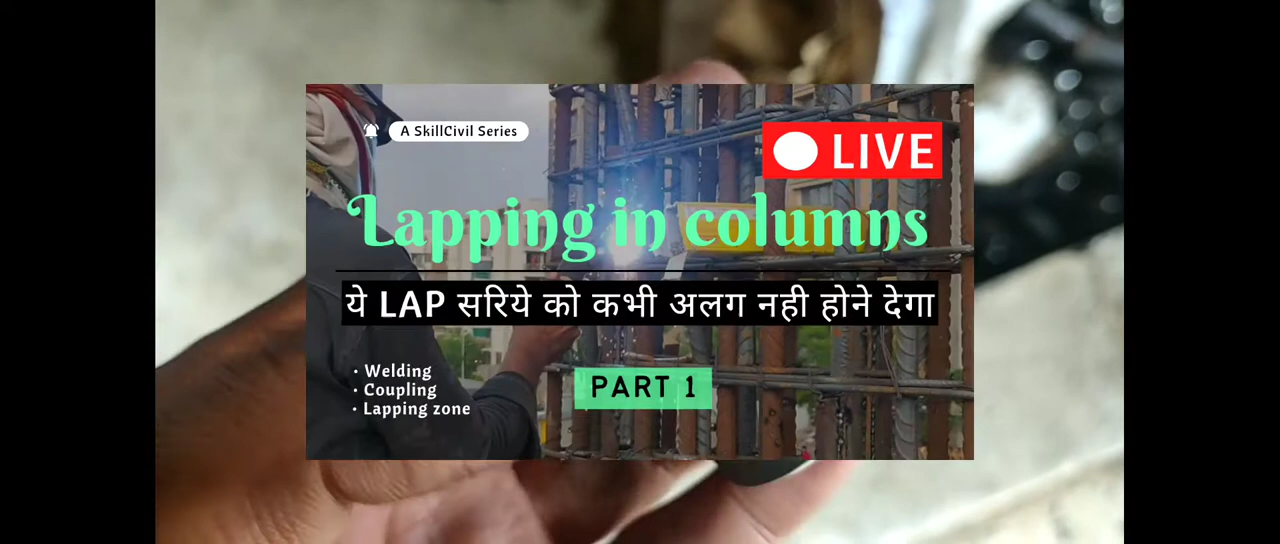 A SkillCivil Series
LIVE
Lapping in columns
ये LAP सरिये को कभी अलग नही होने देगा
• Welding
• Coupling
• Lapping zone
PART 1